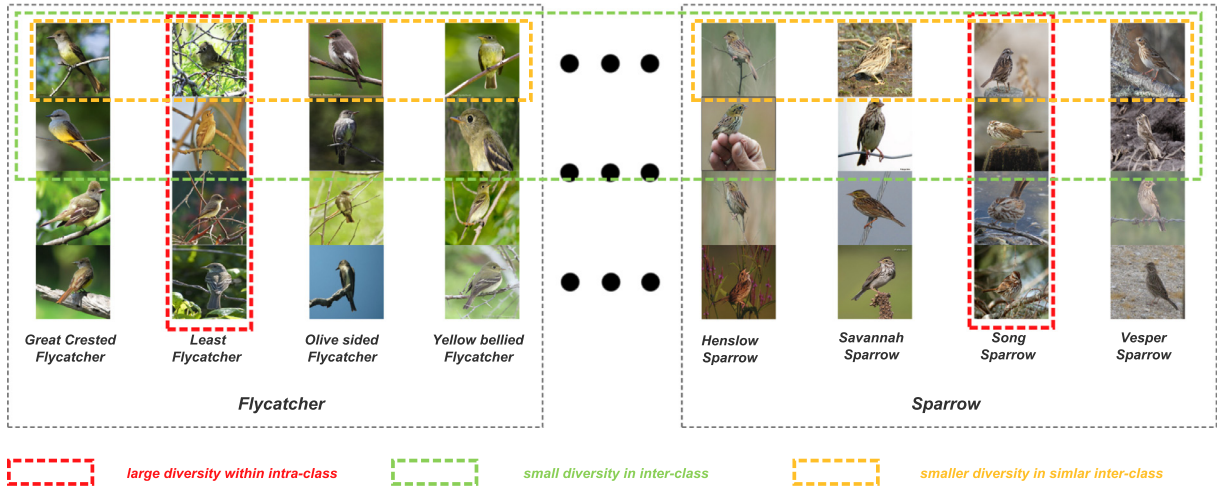 Great Crested
Flycatcher
Least
Flycatcher
Olive sided
Flycatcher
Yellow bellied
Flycatcher
Henslow
Sparrow
Savannah
Sparrow
Song
Sparrow
Vesper
Sparrow
Flycatcher
Sparrow
large diversity within intra-class
small diversity in inter-class
smaller diversity in simlar inter-class